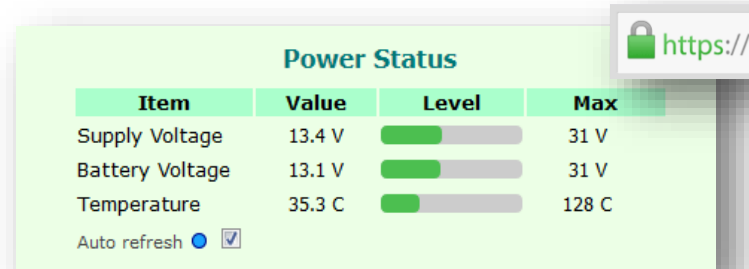 https://
Power Status
Item Value Level Max
Supply Voltage 13.4 V 31 V
Battery Voltage 13.1 V 31 V
Temperature 35.3 C 128 C
Auto refresh